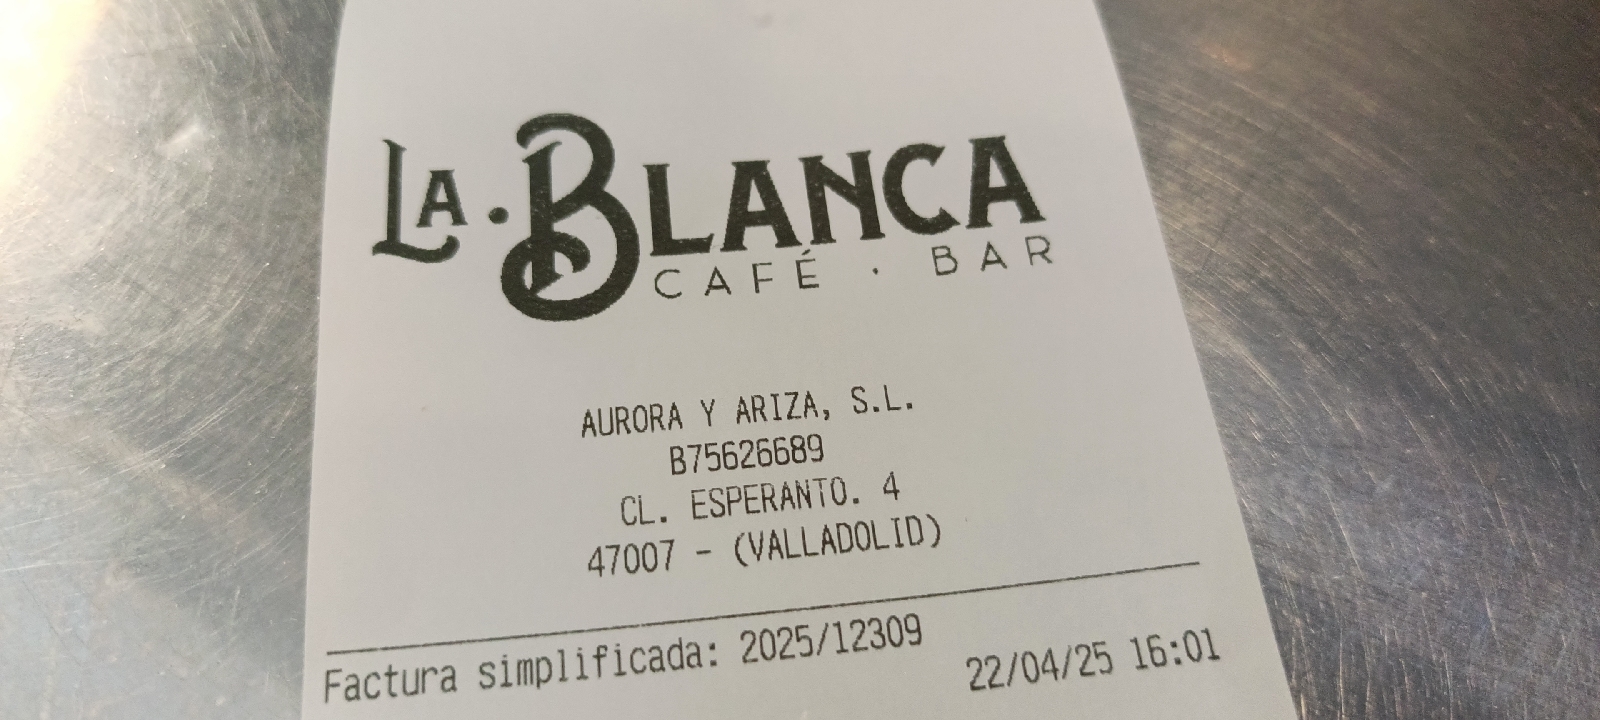 LA · BLANCA
CAFÉ · BAR
AURORA Y ARIZA, S.L.
B75626689
CL. ESPERANTO. 4
47007 - (VALLADOLID)
Factura simplificada: 2025/12309 22/04/25 16:01